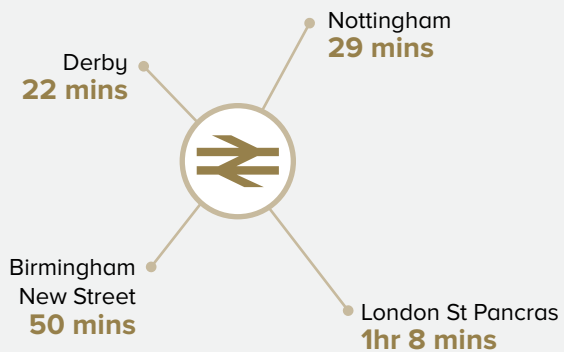 Nottingham
29 mins
Derby
22 mins
Birmingham
New Street
50 mins
London St Pancras
1hr 8 mins